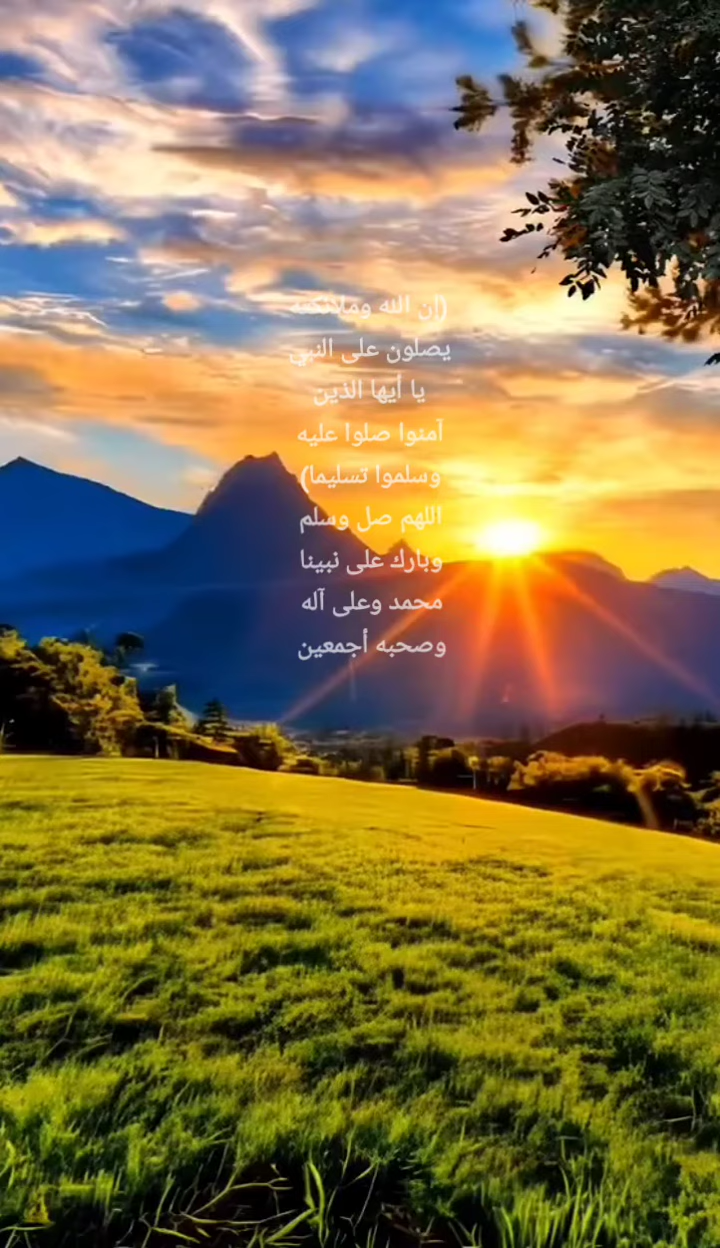 (إن الله وملائكته
يصلون على النبي
يا أيها الذين
آمنوا صلوا عليه
وسلموا تسليما)
اللهم صل وسلم
وبارك على نبينا
محمد وعلى آله
وصحبه أجمعين